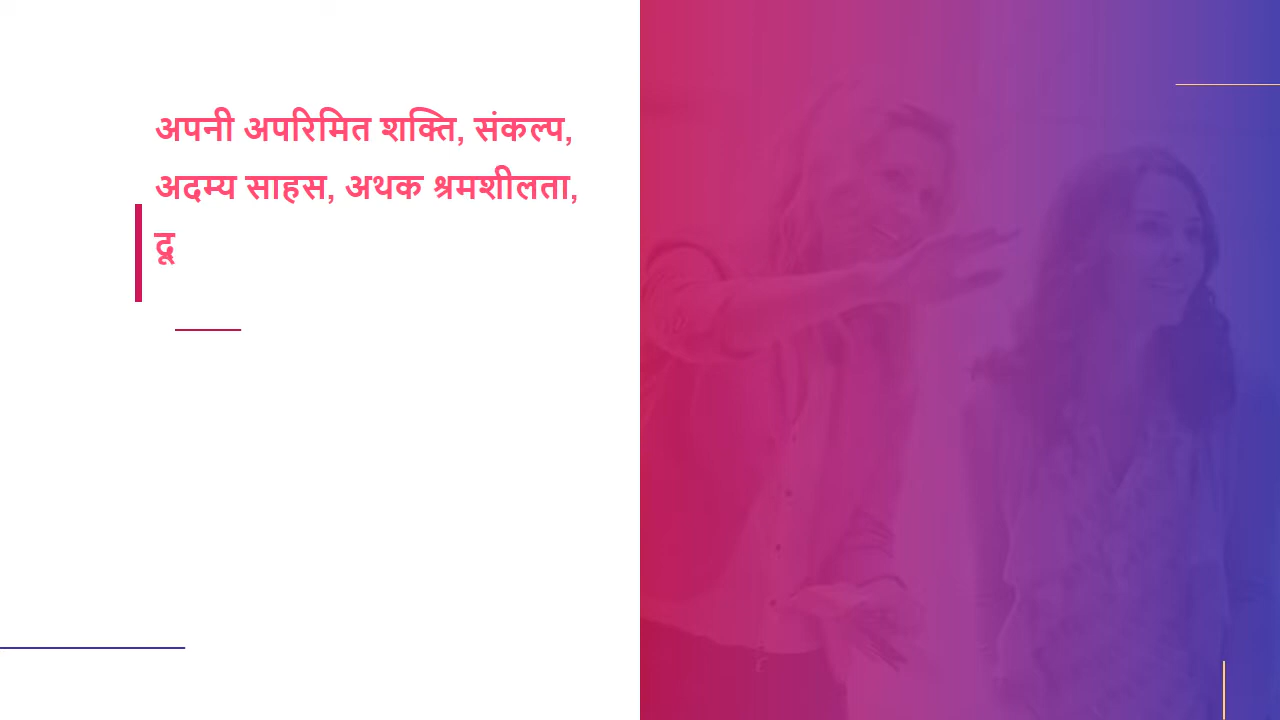 अपनी अपरिमित शक्ति, संकल्प,
अदम्य साहस, अथक श्रमशीलता,
दू